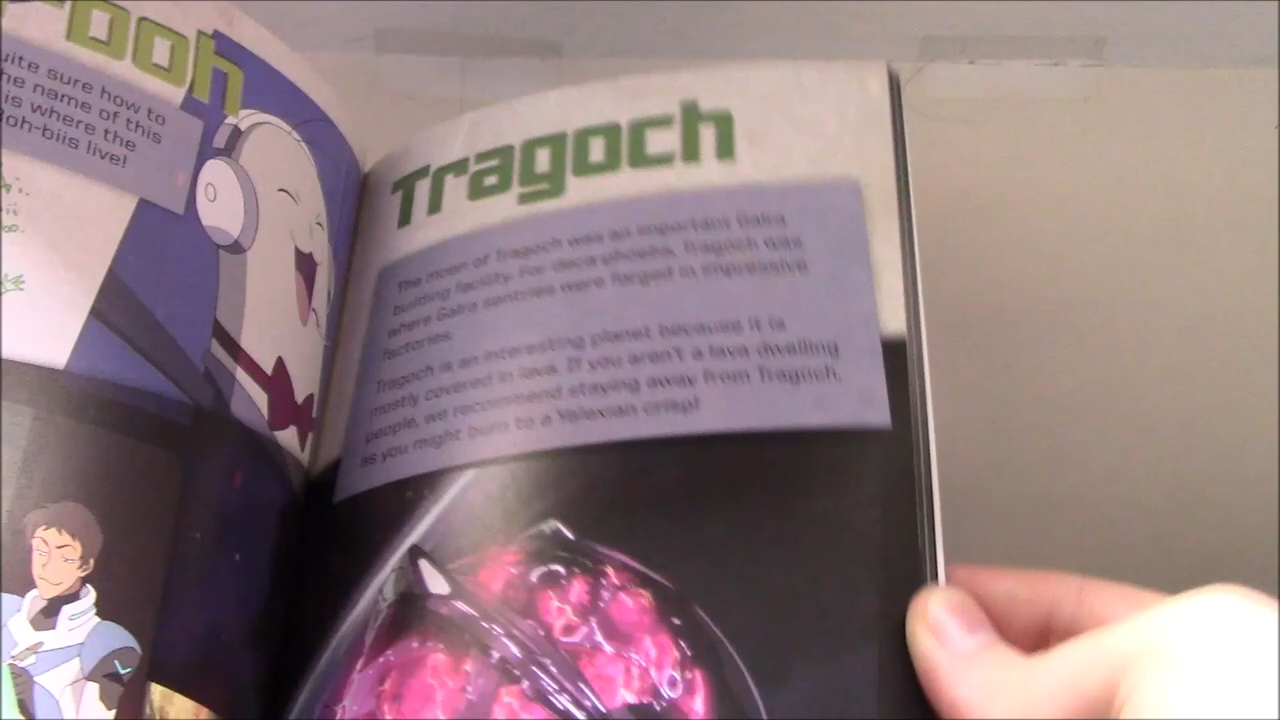 rooh
uite sure how to
he name of this
is where the
oh-biis live!
Tragoch
The moon of Tragoch was an important Galra
building facility. For deca-phoebs, Tragoch was
where Galra sentries were forged in impressive
factories.
Tragoch is an interesting planet because it is
mostly covered in lava. If you aren't a lava-dwelling
people, we recommend staying away from Tragoch,
as you might burn to a Yalexian crisp!